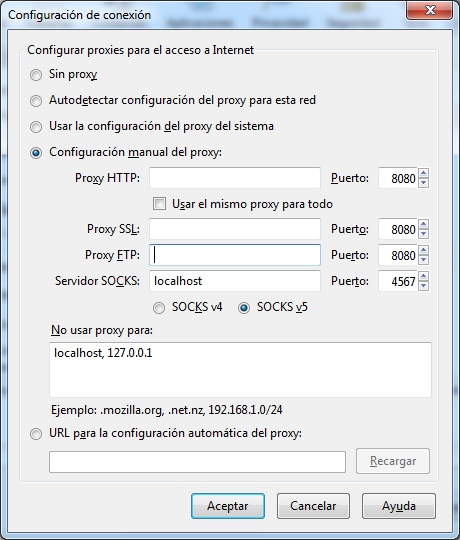 Configuración de conexión
Configurar proxies para el acceso a Internet
Sin proxy
Autodetectar configuración del proxy para esta red
Usar la configuración del proxy del sistema
Configuración manual del proxy:
Proxy HTTP: Puerto: 8080
Usar el mismo proxy para todo
Proxy SSL: Puerto: 8080
Proxy FTP: Puerto: 8080
Servidor SOCKS: localhost Puerto: 4567
SOCKS v4 SOCKS v5
No usar proxy para:
localhost, 127.0.0.1
Ejemplo: .mozilla.org, .net.nz, 192.168.1.0/24
URL para la configuración automática del proxy:
Recargar
Aceptar Cancelar Ayuda